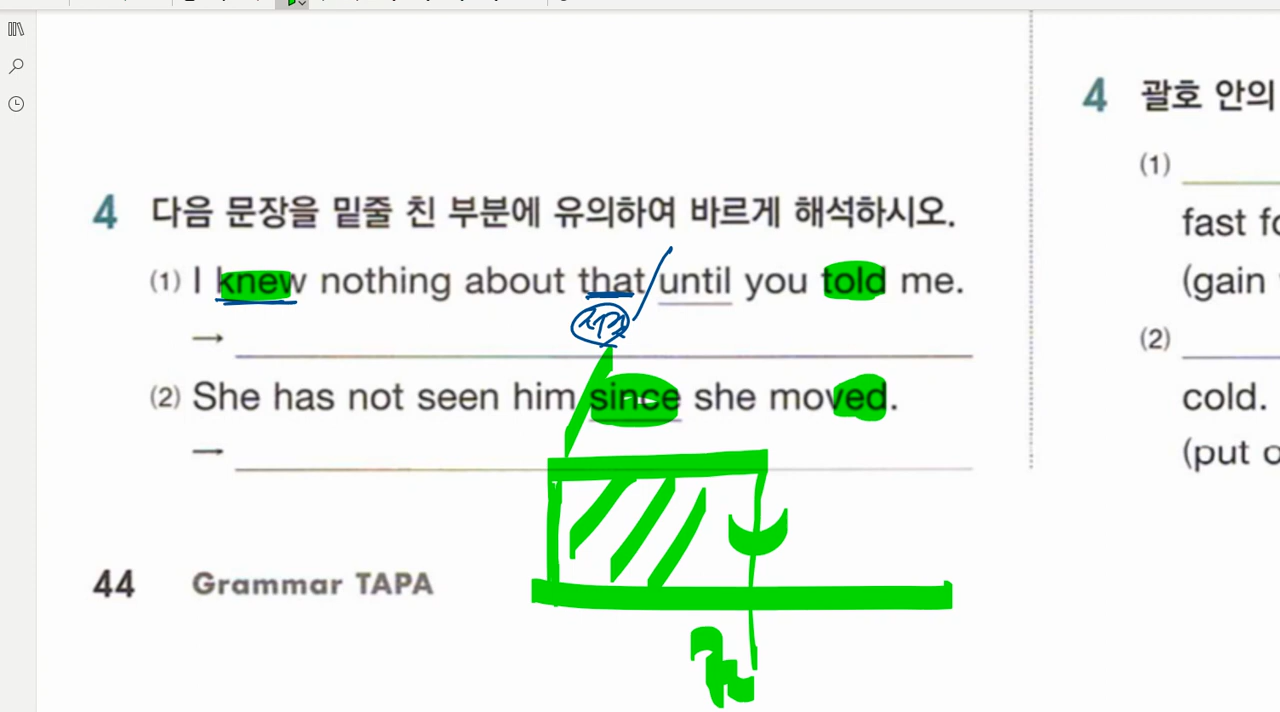 4 다음 문장을 밑줄 친 부분에 유의하여 바르게 해석하시오.
(1) I knew nothing about that until you told me.
→
(2) She has not seen him since she moved.
→
44 Grammar TAPA
4 괄호 안의
(1)
fast fo
(gain
(2)
cold.
(put o